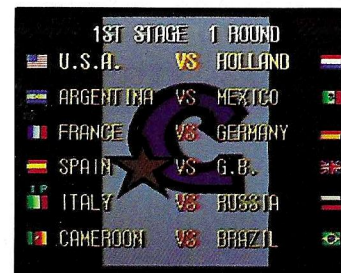 1ST STAGE 1 ROUND
U.S.A. VS HOLLAND
ARGENTINA VS MEXICO
FRANCE VS GERMANY
SPAIN VS G.B.
1P
ITALY VS RUSSIA
CAMEROON VS BRAZIL
C